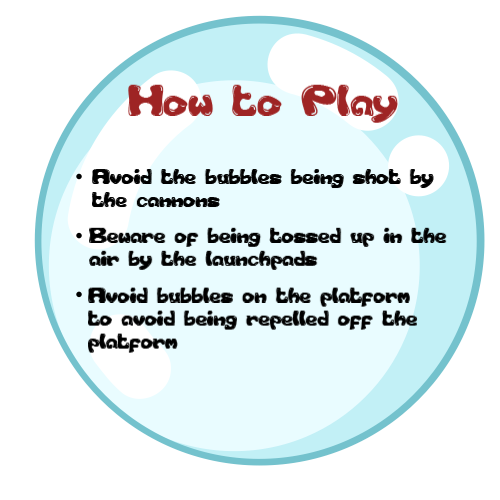 How to Play
• Avoid the bubbles being shot by
the cannons
• Beware of being tossed up in the
air by the launchpads
• Avoid bubbles on the platform
to avoid being repelled off the
platform